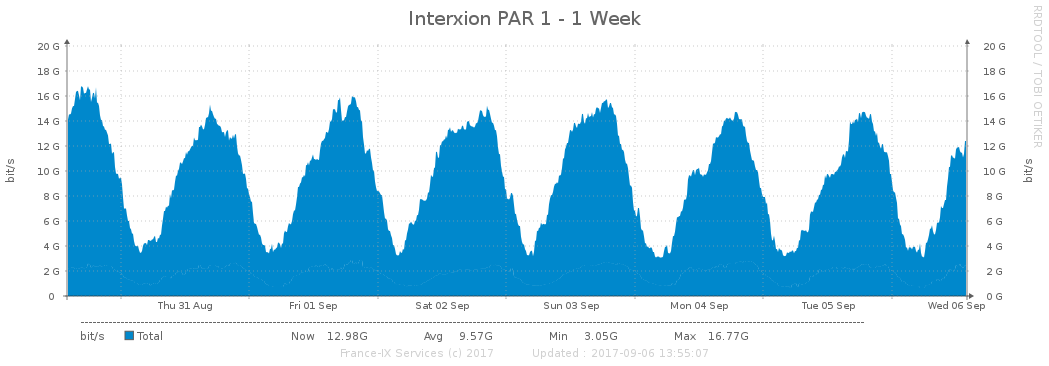 Interxion PAR 1 - 1 Week
RRDTOOL / TOBI OETIKER
bit/s
bit/s
20 G 20 G
18 G 18 G
16 G 16 G
14 G 14 G
12 G 12 G
10 G 10 G
8 G 8 G
6 G 6 G
4 G 4 G
2 G 2 G
0 0 G
Thu 31 Aug Fri 01 Sep Sat 02 Sep Sun 03 Sep Mon 04 Sep Tue 05 Sep Wed 06 Sep
bit/s Total Now 12.98G Avg 9.57G Min 3.05G Max 16.77G
France-IX Services (c) 2017 Updated : 2017-09-06 13:55:07